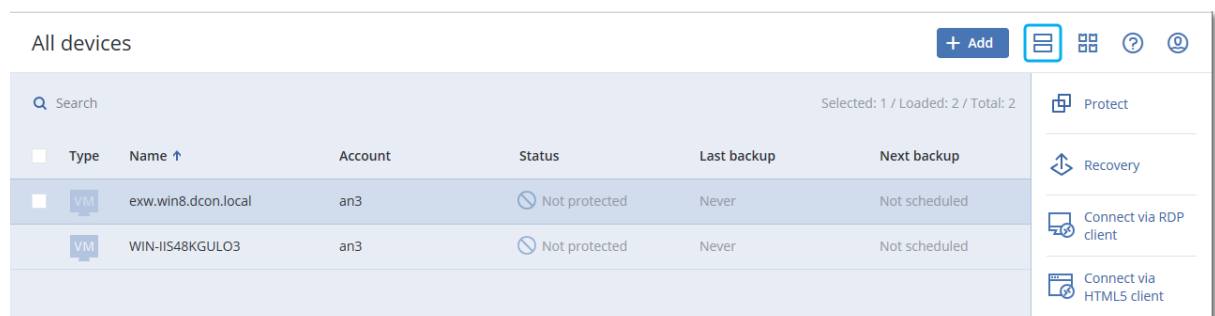 All devices
+ Add
Search
Selected: 1 / Loaded: 2 / Total: 2
Type Name ↑ Account Status Last backup Next backup
VM exw.win8.dcon.local an3 Not protected Never Not scheduled
VM WIN-IIS48KGULO3 an3 Not protected Never Not scheduled
Protect
Recovery
Connect via RDP
client
Connect via
HTML5 client